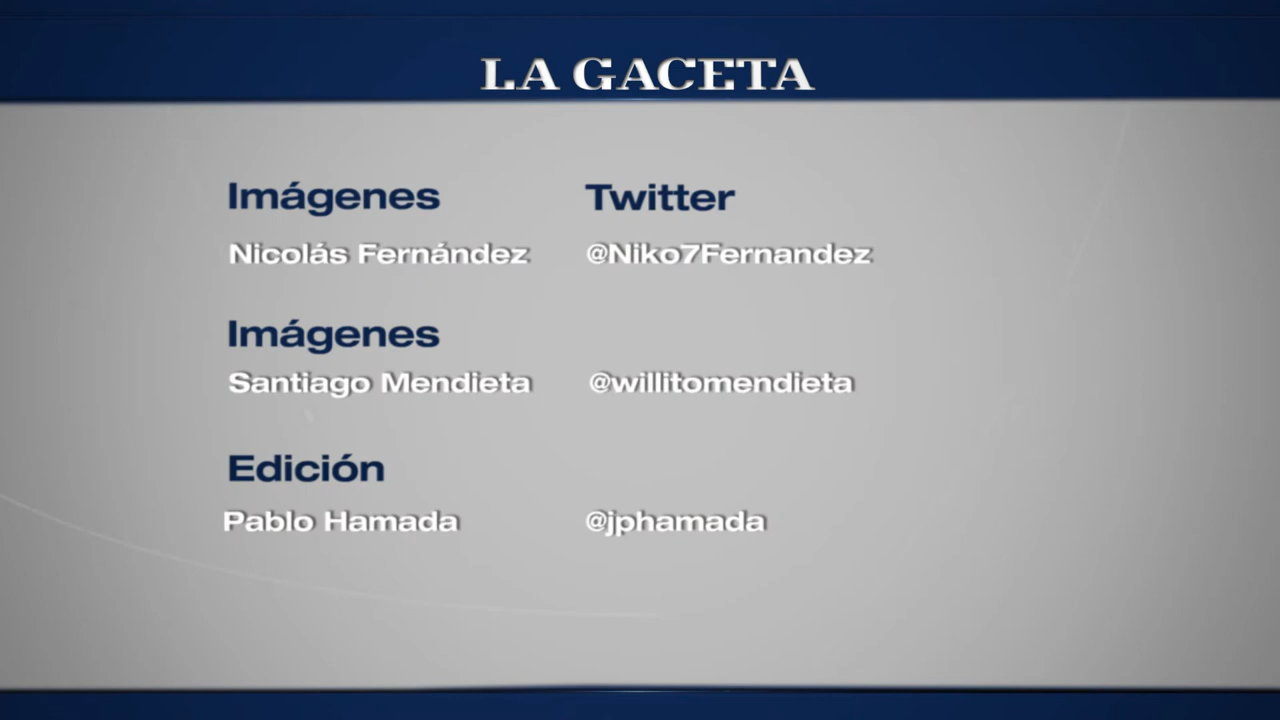 LA GACETA
Imágenes Twitter
Nicolás Fernández @Niko7Fernandez
Imágenes
Santiago Mendieta @willitomendieta
Edición
Pablo Hamada @jphamada